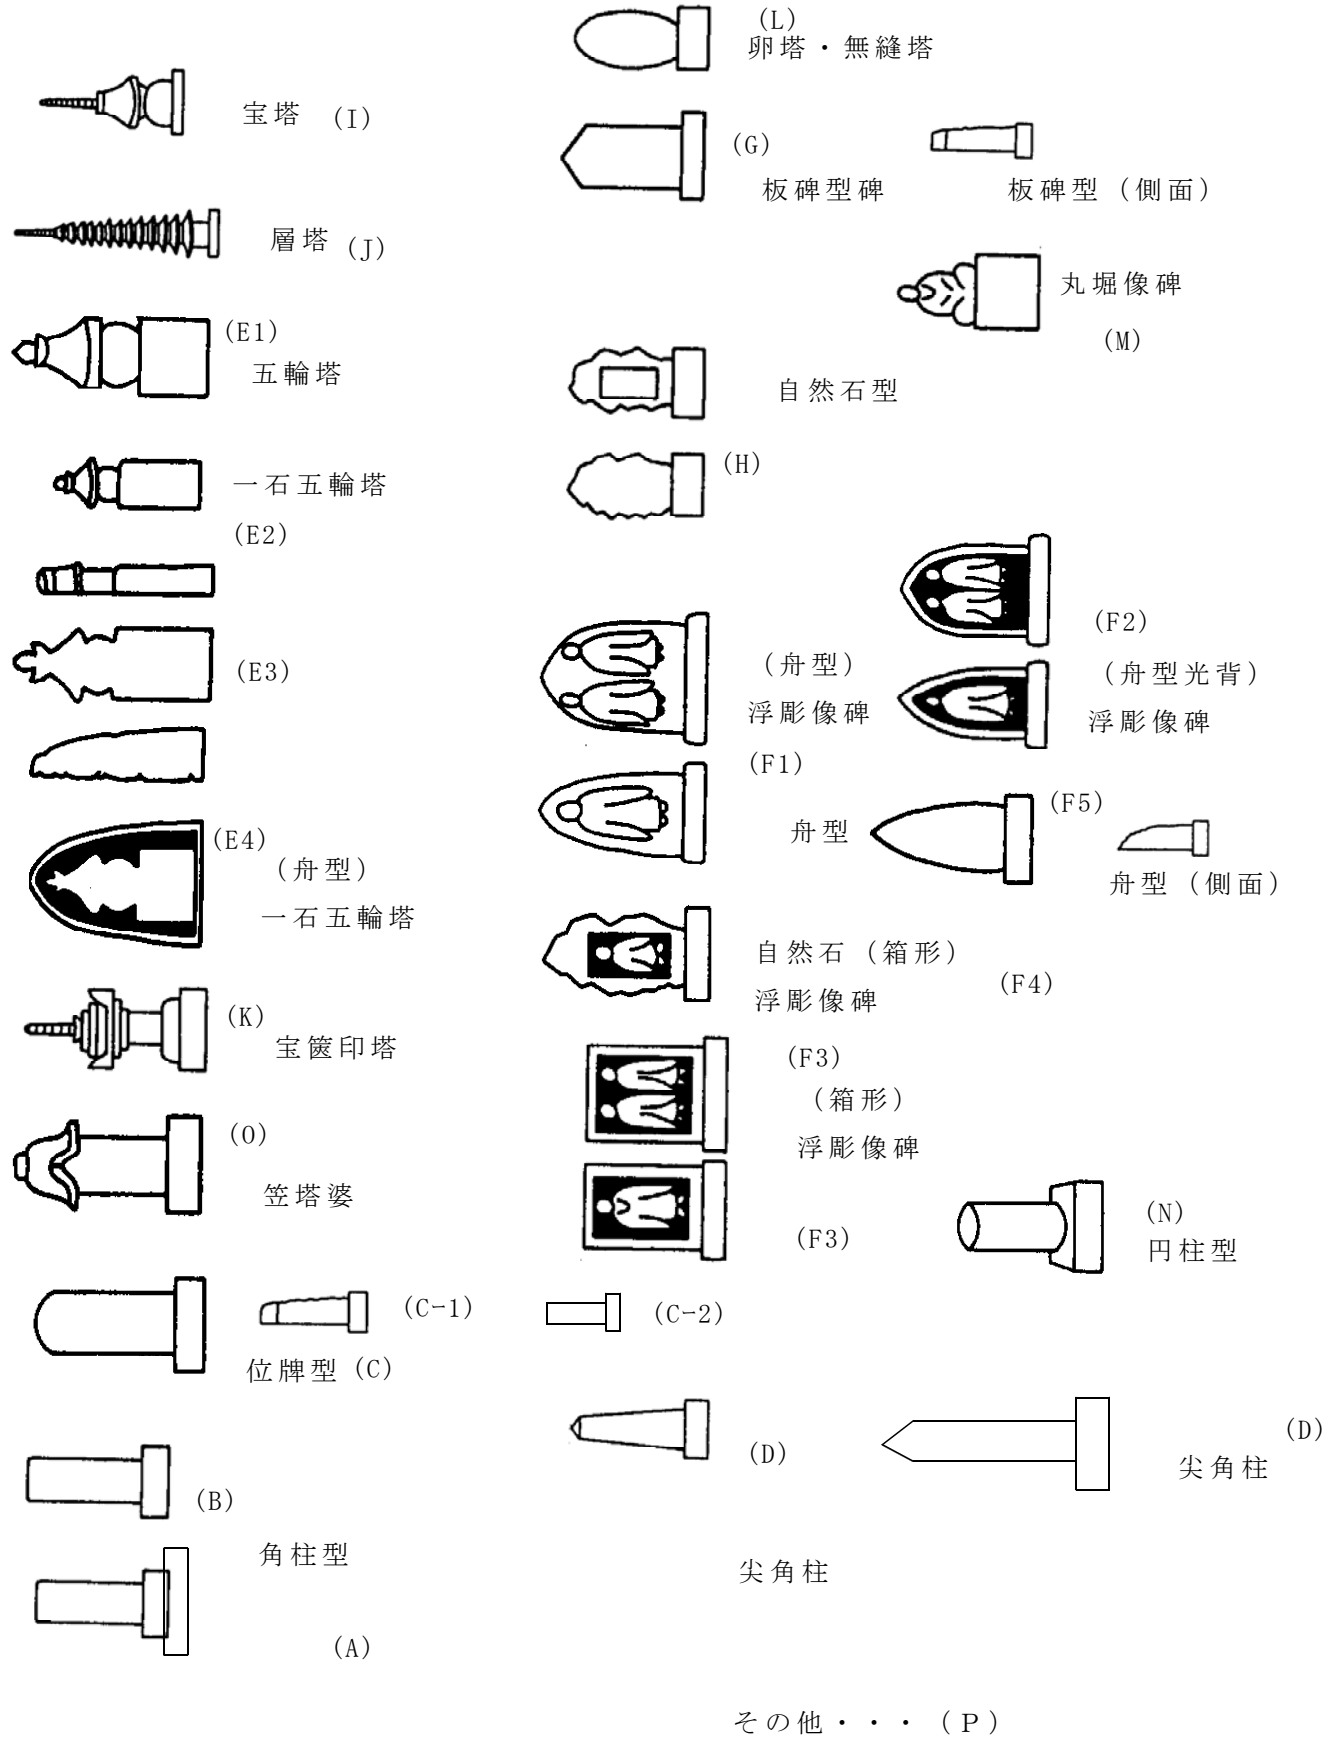 宝塔 (I)
層塔 (J)
(E1)
五輪塔
一石五輪塔
(E2)
(E3)
(E4)
(舟型)
一石五輪塔
(K)
宝篋印塔
(O)
笠塔婆
(C-1)
位牌型(C)
(B)
角柱型
(A)
(L)
卵塔・無縫塔
(G)
板碑型碑
板碑型(側面)
丸堀像碑
(M)
自然石型
(H)
(舟型)
浮彫像碑
(F1)
(F2)
(舟型光背)
浮彫像碑
舟型
(F5)
舟型(側面)
自然石(箱形)
浮彫像碑
(F4)
(F3)
(箱形)
浮彫像碑
(F3)
(N)
円柱型
(C-2)
(D)
尖角柱
(D)
尖角柱
その他・・・(P)